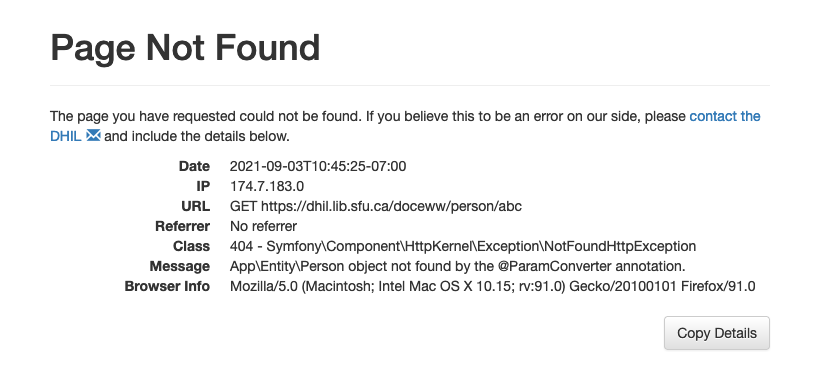 Page Not Found
The page you have requested could not be found. If you believe this to be an error on our side, please contact the
DHIL and include the details below.
Date 2021-09-03T10:45:25-07:00
IP 174.7.183.0
URL GET https://dhil.lib.sfu.ca/doceww/person/abc
Referrer No referrer
Class 404 - Symfony\Component\HttpKernel\Exception\NotFoundHttpException
Message App\Entity\Person object not found by the @ParamConverter annotation.
Browser Info Mozilla/5.0 (Macintosh; Intel Mac OS X 10.15; rv:91.0) Gecko/20100101 Firefox/91.0
Copy Details